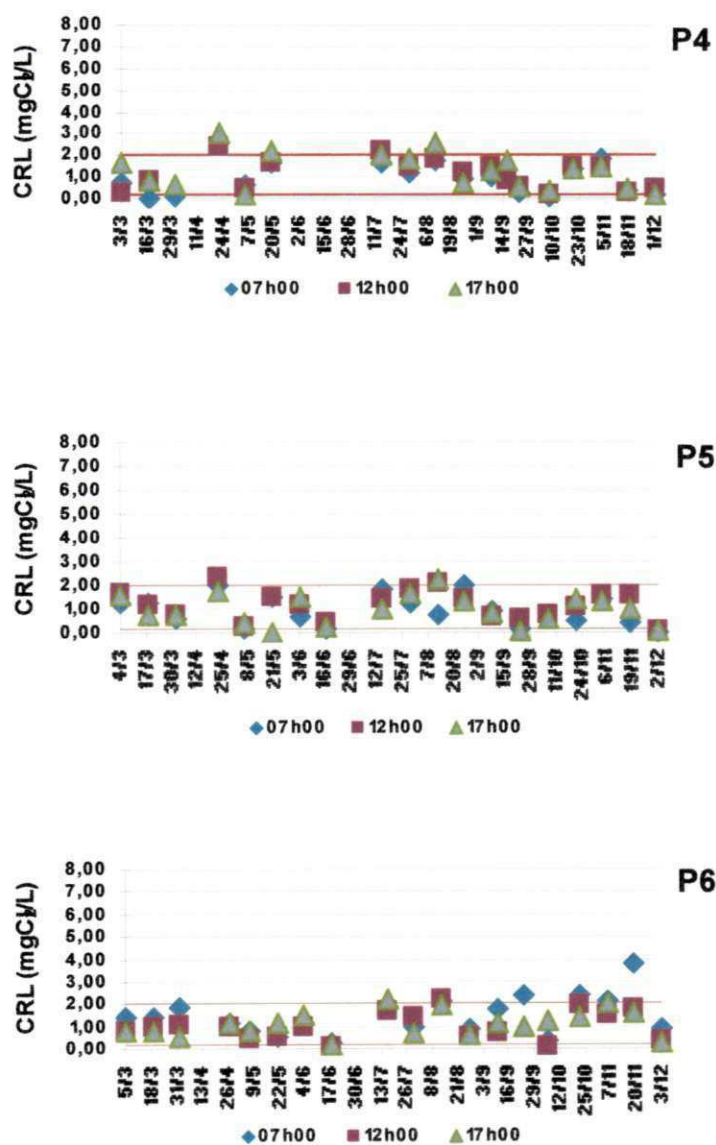 P4
CRL (mgCl₂/L)
8,00
7,00
6,00
5,00
4,00
3,00
2,00
1,00
0,00
3/3 16/3 29/3 11/4 24/4 7/5 20/5 2/6 15/6 28/6 11/7 24/7 6/8 19/8 1/9 14/9 27/9 10/10 23/10 5/11 18/11 1/12
07h00 12h00 17h00
P5
CRL (mgCl₂/L)
8,00
7,00
6,00
5,00
4,00
3,00
2,00
1,00
0,00
4/3 17/3 30/3 12/4 25/4 8/5 21/5 3/6 16/6 29/6 12/7 25/7 7/8 20/8 2/9 15/9 28/9 11/10 24/10 6/11 19/11 2/12
07h00 12h00 17h00
P6
CRL (mgCl₂/L)
8,00
7,00
6,00
5,00
4,00
3,00
2,00
1,00
0,00
5/3 18/3 31/3 13/4 26/4 9/5 22/5 4/6 17/6 30/6 13/7 26/7 8/8 21/8 3/9 16/9 29/9 12/10 25/10 7/11 20/11 3/12
07h00 12h00 17h00